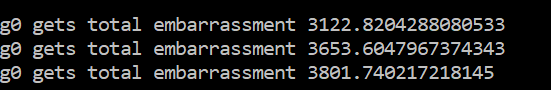 g0 gets total embarrassment 3122.8204288080533
g0 gets total embarrassment 3653.6047967374343
g0 gets total embarrassment 3801.740217218145